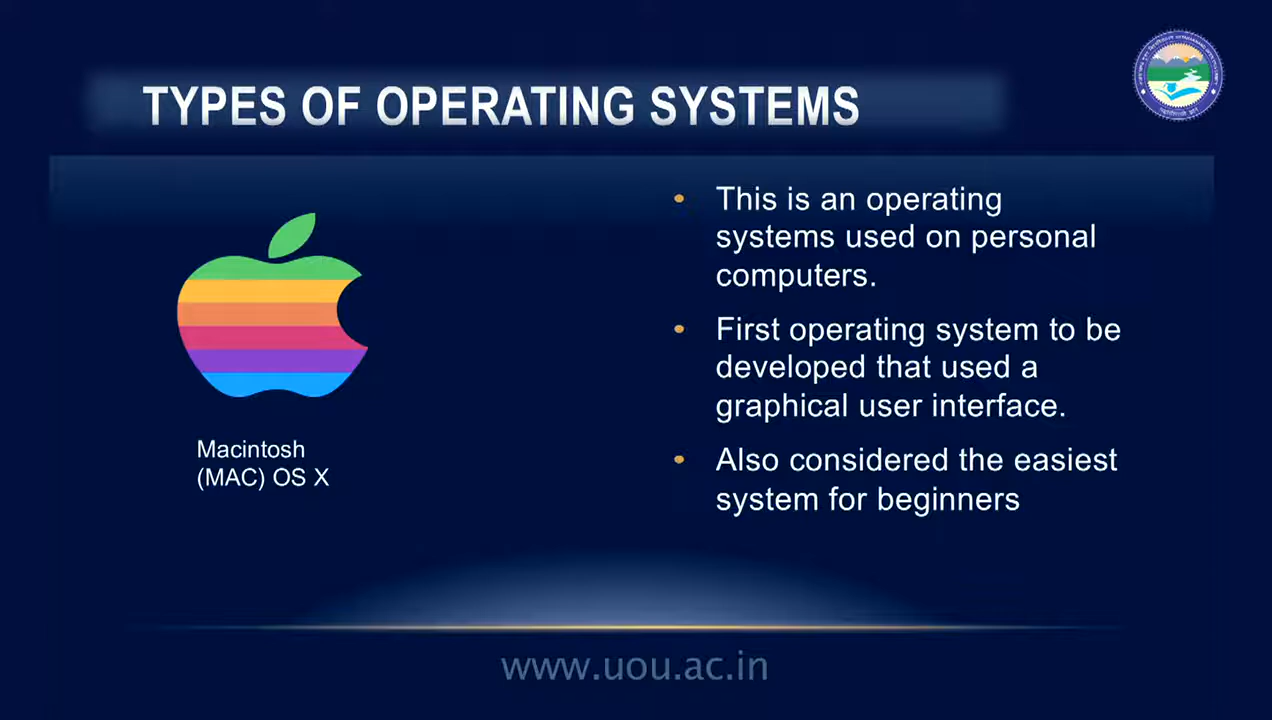 TYPES OF OPERATING SYSTEMS
• This is an operating
systems used on personal
computers.
• First operating system to be
developed that used a
graphical user interface.
• Also considered the easiest
system for beginners
Macintosh
(MAC) OS X
www.uou.ac.in